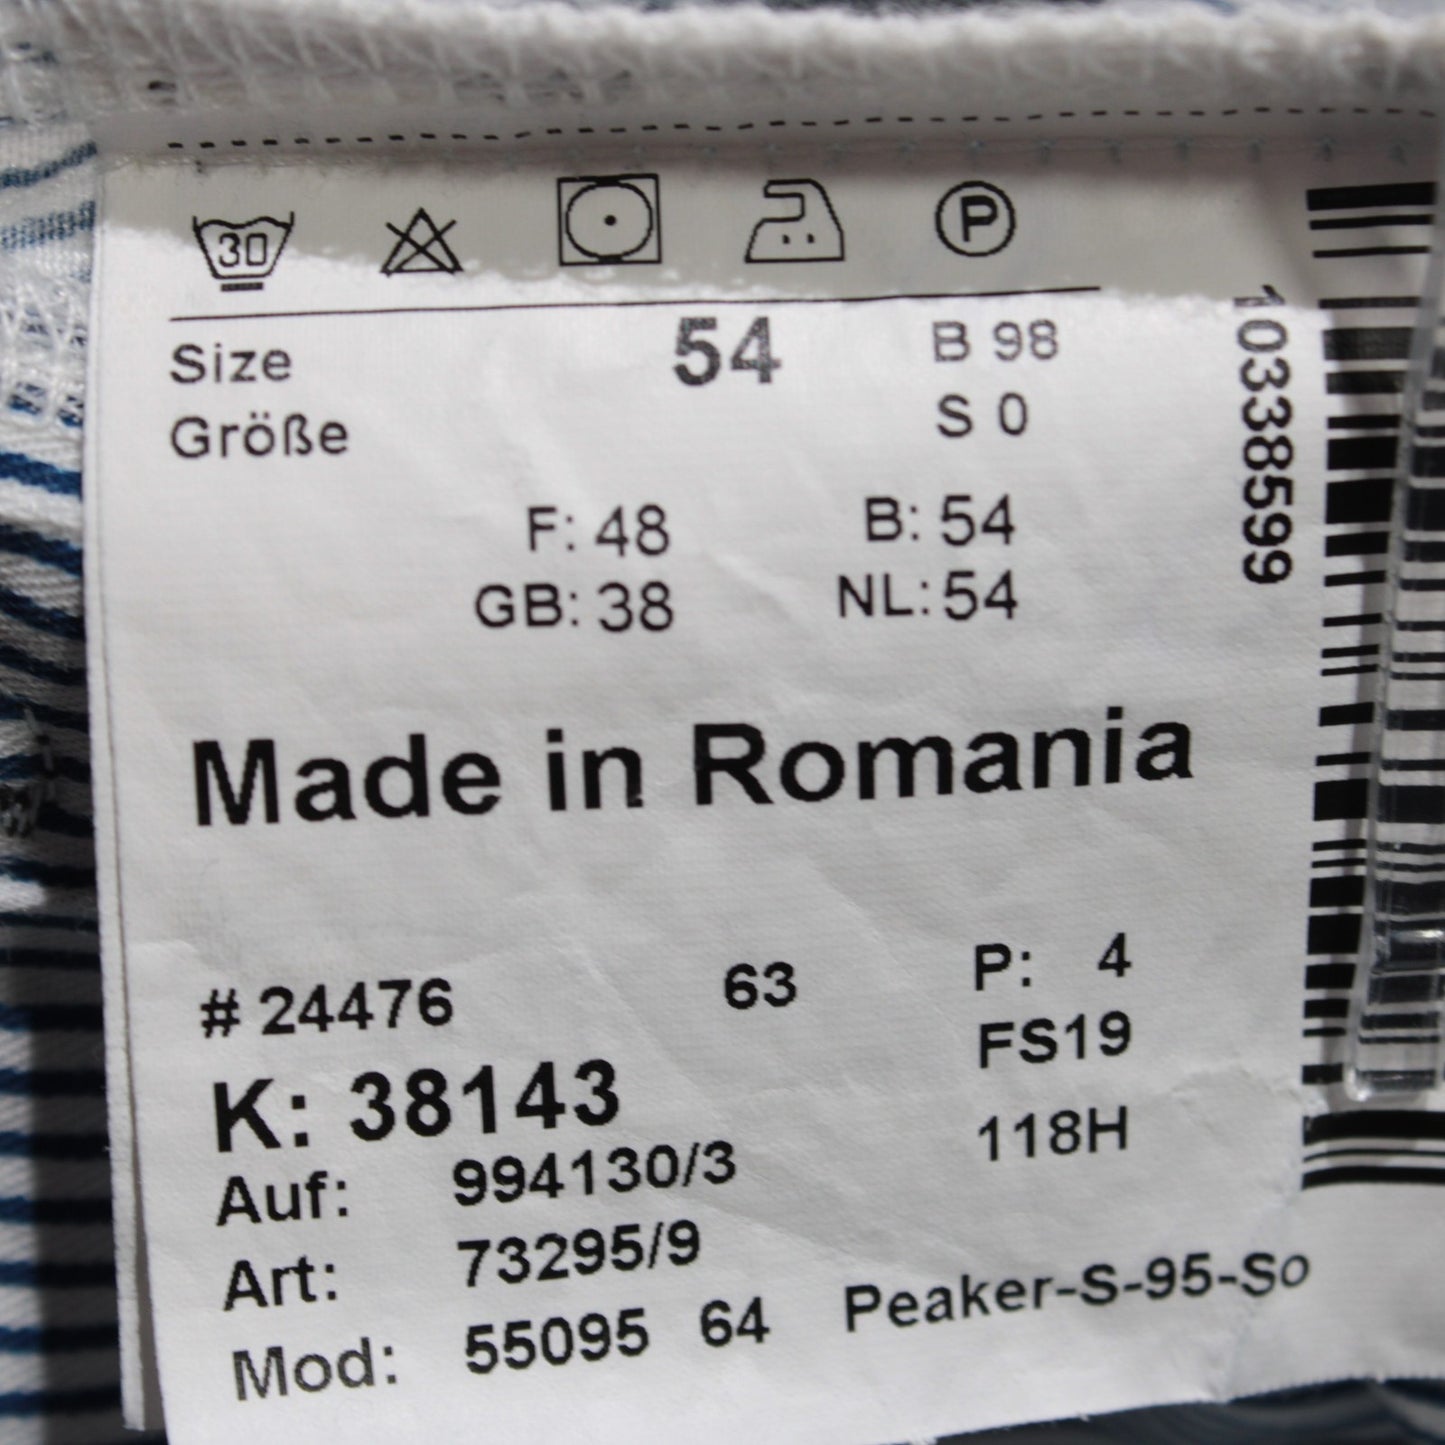 30 P
Size 54 B 98
Größe S 0
F: 48 B: 54
GB: 38 NL: 54
Made in Romania
# 24476 63 P: 4
FS19
K: 38143
118H
Auf: 994130/3
Art: 73295/9
Mod: 55095 64 Peaker-S-95-So
10338599